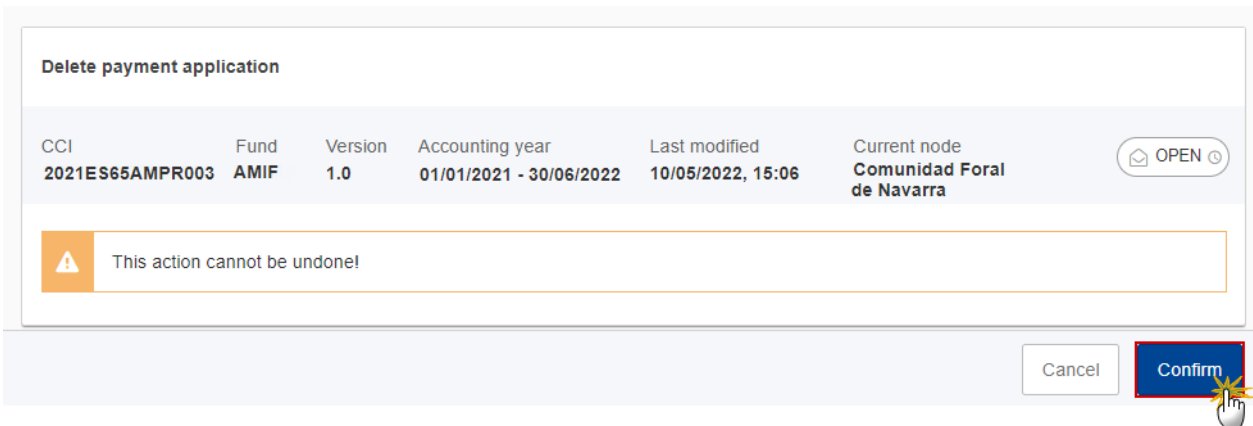 Delete payment application
CCI Fund Version Accounting year Last modified Current node
2021ES65AMPR003 AMIF 1.0 01/01/2021 - 30/06/2022 10/05/2022, 15:06 Comunidad Foral
de Navarra
OPEN
This action cannot be undone!
Cancel Confirm